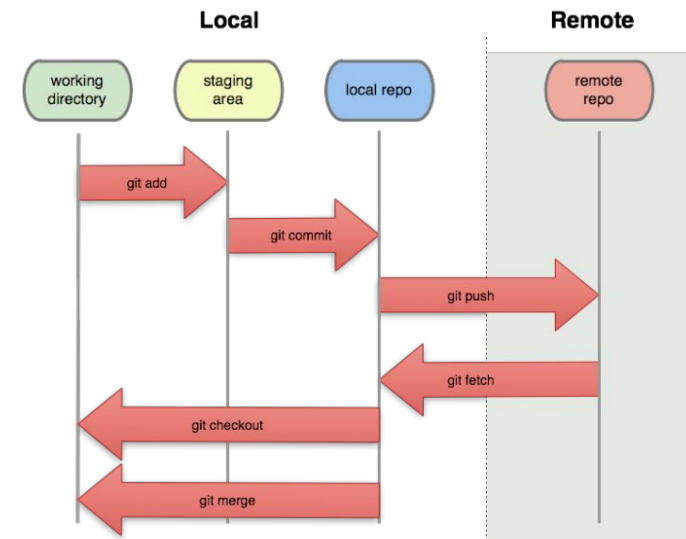 Local
Remote
working
directory
staging
area
local repo
remote
repo
git add
git commit
git push
git fetch
git checkout
git merge